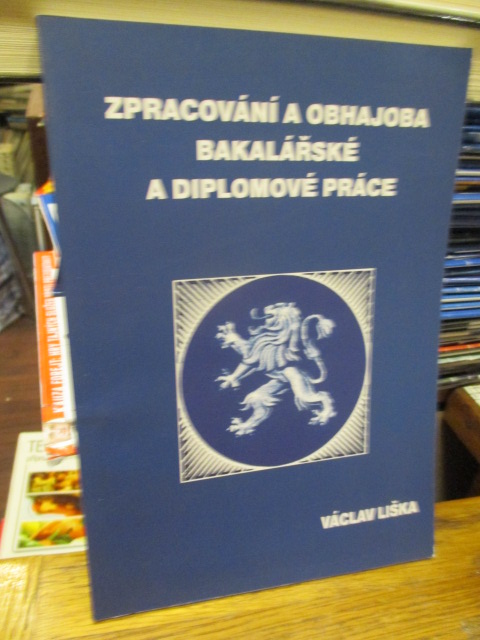 ZPRACOVÁNÍ A OBHAJOBA
BAKALÁŘSKÉ
A DIPLOMOVÉ PRÁCE
VÁCLAV LIŠKA